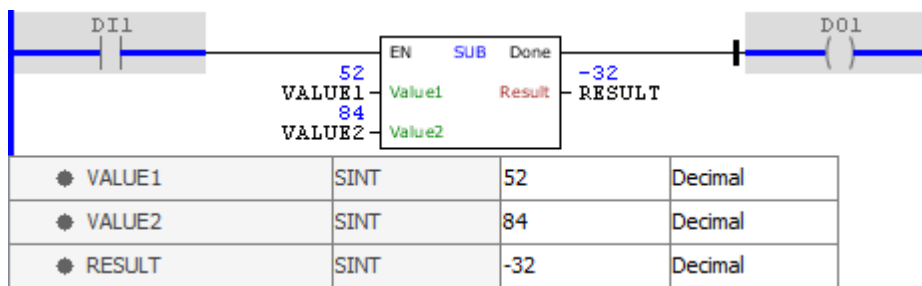 DI1 DO1
EN SUB Done
52 -32
VALUE1 Value1 Result RESULT
84
VALUE2 Value2
VALUE1 SINT 52 Decimal
VALUE2 SINT 84 Decimal
RESULT SINT -32 Decimal